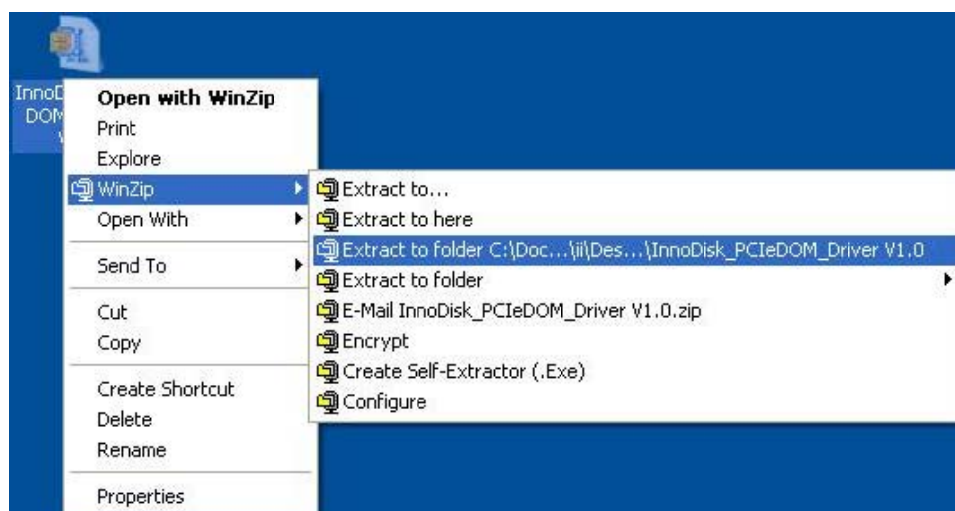 InnoD
DOM
Open with WinZip
Print
Explore
WinZip
Open With
Send To
Cut
Copy
Create Shortcut
Delete
Rename
Properties
Extract to...
Extract to here
Extract to folder C:\Doc...\ii\Des...\InnoDisk_PCIeDOM_Driver V1.0
Extract to folder
E-Mail InnoDisk_PCIeDOM_Driver V1.0.zip
Encrypt
Create Self-Extractor (.Exe)
Configure